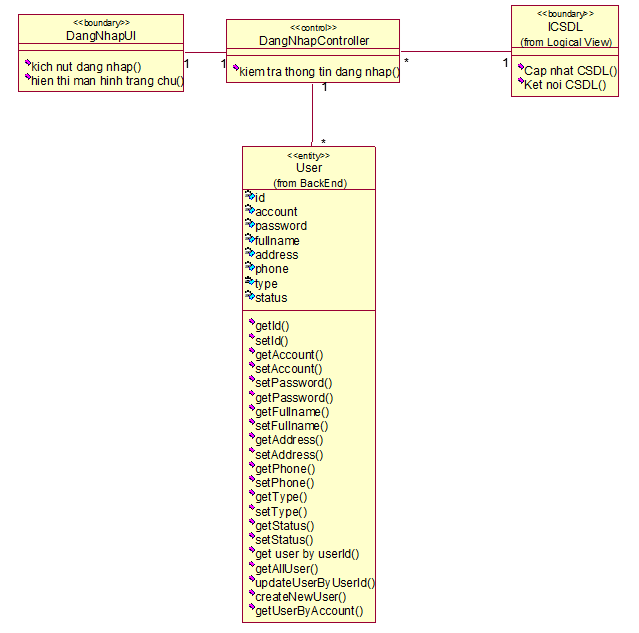 <<boundary>>
DangNhapUI
kich nut dang nhap()
hien thi man hinh trang chu()
1
1
<<control>>
DangNhapController
kiem tra thong tin dang nhap()
1
*
1
<<boundary>>
ICSDL
(from Logical View)
Cap nhat CSDL()
Ket noi CSDL()
*
<<entity>>
User
(from BackEnd)
id
account
password
fullname
address
phone
type
status
getId()
setId()
getAccount()
setAccount()
setPassword()
getPassword()
getFullname()
setFullname()
getAddress()
setAddress()
getPhone()
setPhone()
getType()
setType()
getStatus()
setStatus()
get user by userId()
getAllUser()
updateUserByUserId()
createNewUser()
getUserByAccount()